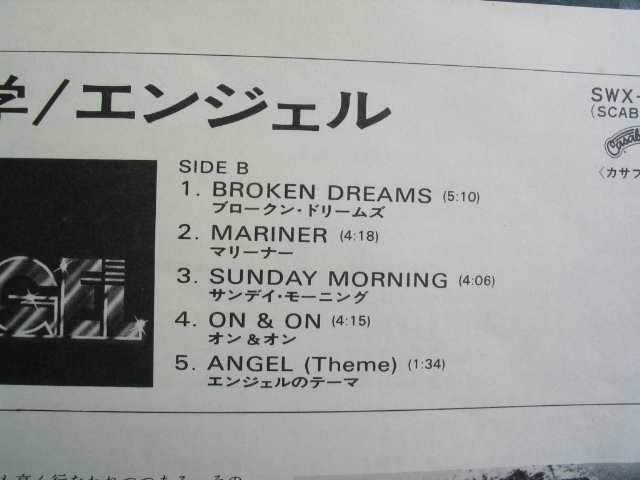 学/エンジェル
SWX-
(SCAB
Casab
〈カサブ
SIDE B
1. BROKEN DREAMS (5:10)
ブロークン・ドリームズ
2. MARINER (4:18)
マリーナー
3. SUNDAY MORNING (4:06)
サンデイ・モーニング
4. ON & ON (4:15)
オン&オン
5. ANGEL (Theme) (1:34)
エンジェルのテーマ